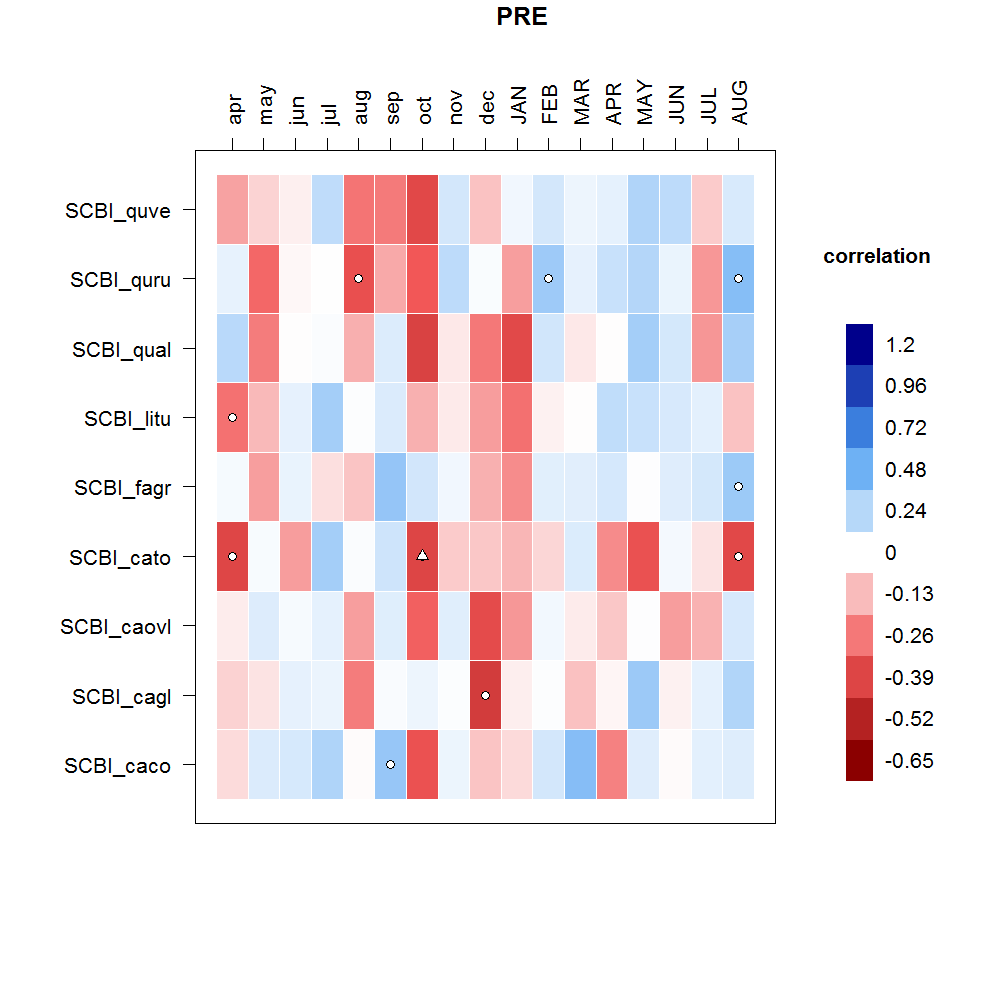 PRE
apr may jun jul aug sep oct nov dec JAN FEB MAR APR MAY JUN JUL AUG
SCBI_quve
SCBI_quru
SCBI_qual
SCBI_litu
SCBI_fagr
SCBI_cato
SCBI_caovl
SCBI_cagl
SCBI_caco
correlation
1.2
0.96
0.72
0.48
0.24
0
-0.13
-0.26
-0.39
-0.52
-0.65